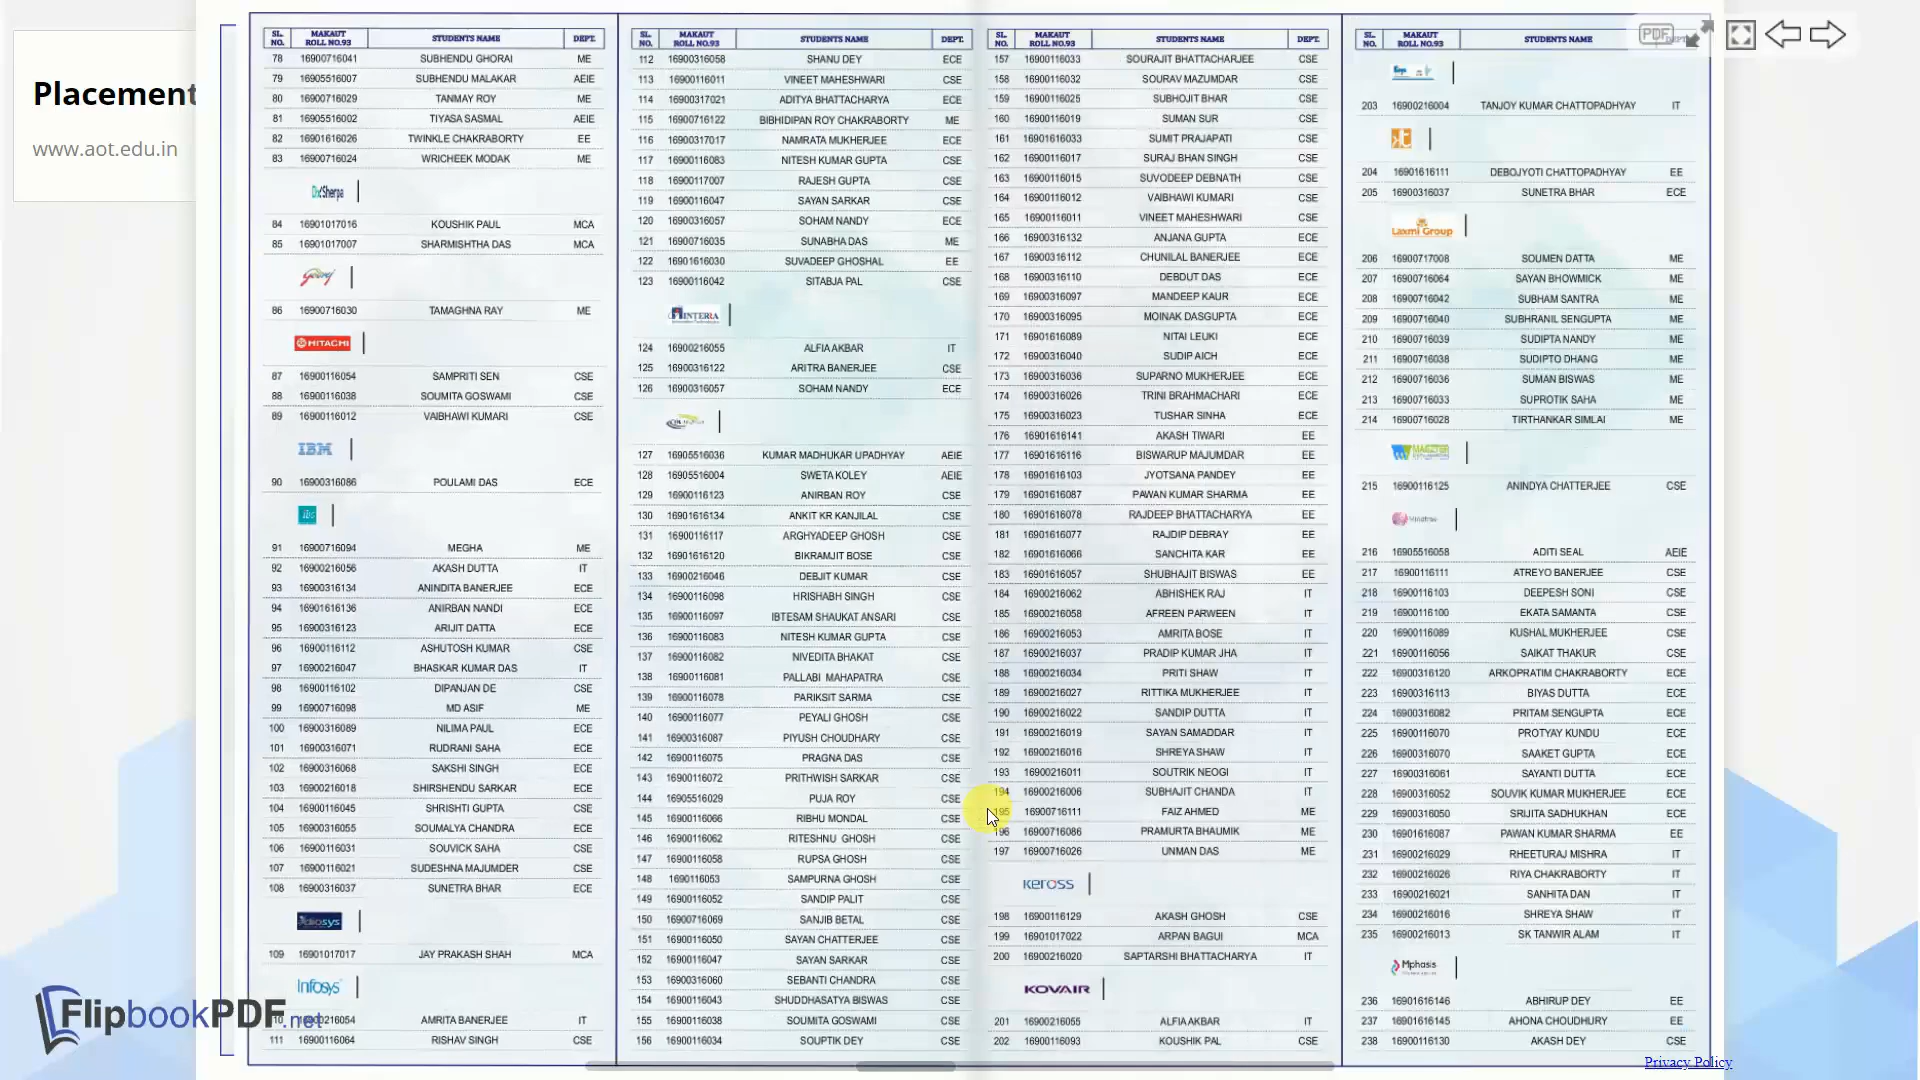 Placement
www.aot.edu.in
SL. NO. MAKAUT ROLL NO.93 STUDENTS NAME DEPT.
78 16900716041 SUBHENDU GHORAI ME
79 16905516007 SUBHENDU MALAKAR AEIE
80 16900716029 TANMAY ROY ME
81 16905516002 TIYASA SASMAL AEIE
82 16901616026 TWINKLE CHAKRABORTY EE
83 16900716024 WRICHEEK MODAK ME
DxSherpa
84 16901017016 KOUSHIK PAUL MCA
85 16901017007 SHARMISHTHA DAS MCA
Godrej
86 16900716030 TAMAGHNA RAY ME
HITACHI
87 16900116054 SAMPRITI SEN CSE
88 16900116038 SOUMITA GOSWAMI CSE
89 16900116012 VAIBHAWI KUMARI CSE
IBM
90 16900316086 POULAMI DAS ECE
ibs
91 16900716094 MEGHA ME
92 16900216056 AKASH DUTTA IT
93 16900316134 ANINDITA BANERJEE ECE
94 16901616136 ANIRBAN NANDI ECE
95 16900316123 ARIJIT DATTA ECE
96 16900116112 ASHUTOSH KUMAR CSE
97 16900216047 BHASKAR KUMAR DAS IT
98 16900116102 DIPANJAN DE CSE
99 16900716098 MD ASIF ME
100 16900316089 NILIMA PAUL ECE
101 16900316071 RUDRANI SAHA ECE
102 16900316068 SAKSHI SINGH ECE
103 16900216018 SHIRSHENDU SARKAR ECE
104 16900116045 SHRISHTI GUPTA CSE
105 16900316055 SOUMALYA CHANDRA ECE
106 16900116031 SOUVICK SAHA CSE
107 16900116021 SUDESHNA MAJUMDER CSE
108 16900316037 SUNETRA BHAR ECE
109 16901017017 JAY PRAKASH SHAH MCA
Infosys
16900216054 AMRITA BANERJEE IT
111 16900116064 RISHAV SINGH CSE
SL. NO. MAKAUT ROLL NO.93 STUDENTS NAME DEPT.
112 16900316058 SHANU DEY ECE
113 16900116011 VINEET MAHESHWARI CSE
114 16900317021 ADITYA BHATTACHARYA ECE
115 16900716122 BIBHIDIPAN ROY CHAKRABORTY ME
116 16900317017 NAMRATA MUKHERJEE ECE
117 16900116083 NITESH KUMAR GUPTA CSE
118 16900117007 RAJESH GUPTA CSE
119 16900116047 SAYAN SARKAR CSE
120 16900316057 SOHAM NANDY ECE
121 16900716035 SUNABHA DAS ME
122 16901616030 SUVADEEP GHOSHAL EE
123 16900116042 SITABJA PAL CSE
INTERRA
124 16900216055 ALFIA AKBAR IT
125 16900316122 ARITRA BANERJEE CSE
126 16900316057 SOHAM NANDY ECE
127 16905516036 KUMAR MADHUKAR UPADHYAY AEIE
128 16905516004 SWETA KOLEY AEIE
129 16900116123 ANIRBAN ROY CSE
130 16901616134 ANKIT KR KANJILAL CSE
131 16900116117 ARGHYADEEP GHOSH CSE
132 16901616120 BIKRAMJIT BOSE CSE
133 16900216046 DEBJIT KUMAR CSE
134 16900116098 HRISHABH SINGH CSE
135 16900116097 IBTESAM SHAUKAT ANSARI CSE
136 16900116083 NITESH KUMAR GUPTA CSE
137 16900116082 NIVEDITA BHAKAT CSE
138 16900116081 PALLABI MAHAPATRA CSE
139 16900116078 PARIKSIT SARMA CSE
140 16900116077 PEYALI GHOSH CSE
141 16900316087 PIYUSH CHOUDHARY CSE
142 16900116075 PRAGNA DAS CSE
143 16900116072 PRITHWISH SARKAR CSE
144 16905516029 PUJA ROY CSE
145 16900116066 RIBHU MONDAL CSE
146 16900116062 RITESHNU GHOSH CSE
147 16900116058 RUPSA GHOSH CSE
148 1690116053 SAMPURNA GHOSH CSE
149 16900116052 SANDIP PALIT CSE
150 16900716069 SANJIB BETAL CSE
151 16900116050 SAYAN CHATTERJEE CSE
152 16900116047 SAYAN SARKAR CSE
153 16900316060 SEBANTI CHANDRA CSE
154 16900116043 SHUDDHASATYA BISWAS CSE
155 16900116038 SOUMITA GOSWAMI CSE
156 16900116034 SOUPTIK DEY CSE
SL. NO. MAKAUT ROLL NO.93 STUDENTS NAME DEPT.
157 16900116033 SOURAJIT BHATTACHARJEE CSE
158 16900116032 SOURAV MAZUMDAR CSE
159 16900116025 SUBHOJIT BHAR CSE
160 16900116019 SUMAN SUR CSE
161 16901616033 SUMIT PRAJAPATI CSE
162 16900116017 SURAJ BHAN SINGH CSE
163 16900116015 SUVODEEP DEBNATH CSE
164 16900116012 VAIBHAWI KUMARI CSE
165 16900116011 VINEET MAHESHWARI CSE
166 16900316132 ANJANA GUPTA ECE
167 16900316112 CHUNILAL BANERJEE ECE
168 16900316110 DEBDUT DAS ECE
169 16900316097 MANDEEP KAUR ECE
170 16900316095 MOINAK DASGUPTA ECE
171 16901616089 NITAI LEUKI ECE
172 16900316040 SUDIP AICH ECE
173 16900316036 SUPARNO MUKHERJEE ECE
174 16900316026 TRINI BRAHMACHARI ECE
175 16900316023 TUSHAR SINHA ECE
176 16901616141 AKASH TIWARI EE
177 16901616116 BISWARUP MAJUMDAR EE
178 16901616103 JYOTSANA PANDEY EE
179 16901616087 PAWAN KUMAR SHARMA EE
180 16901616078 RAJDEEP BHATTACHARYA EE
181 16901616077 RAJDIP DEBRAY EE
182 16901616066 SANCHITA KAR EE
183 16901616057 SHUBHAJIT BISWAS EE
184 16900216062 ABHISHEK RAJ IT
185 16900216058 AFREEN PARWEEN IT
186 16900216053 AMRITA BOSE IT
187 16900216037 PRADIP KUMAR JHA IT
188 16900216034 PRITI SHAW IT
189 16900216027 RITTIKA MUKHERJEE IT
190 16900216022 SANDIP DUTTA IT
191 16900216019 SAYAN SAMADDAR IT
192 16900216016 SHREYA SHAW IT
193 16900216011 SOUTRIK NEOGI IT
194 16900216006 SUBHAJIT CHANDA IT
195 16900716111 FAIZ AHMED ME
196 16900716086 PRAMURTA BHAUMIK ME
197 16900716026 UNMAN DAS ME
Keross
198 16900116129 AKASH GHOSH CSE
199 16901017022 ARPAN BAGUI MCA
200 16900216020 SAPTARSHI BHATTACHARYA IT
KOVAIR
201 16900216055 ALFIA AKBAR IT
202 16900116093 KOUSHIK PAL CSE
SL. NO. MAKAUT ROLL NO.93 STUDENTS NAME
PDF
203 16900216004 TANJOY KUMAR CHATTOPADHYAY IT
204 16901616111 DEBOJYOTI CHATTOPADHYAY EE
205 16900316037 SUNETRA BHAR ECE
Laxmi Group
206 16900717008 SOUMEN DATTA ME
207 16900716064 SAYAN BHOWMICK ME
208 16900716042 SUBHAM SANTRA ME
209 16900716040 SUBHRANIL SENGUPTA ME
210 16900716039 SUDIPTA NANDY ME
211 16900716038 SUDIPTO DHANG ME
212 16900716036 SUMAN BISWAS ME
213 16900716033 SUPROTIK SAHA ME
214 16900716028 TIRTHANKAR SIMLAI ME
215 16900116125 ANINDYA CHATTERJEE CSE
Mindtree
216 16905516058 ADITI SEAL AEIE
217 16900116111 ATREYO BANERJEE CSE
218 16900116103 DEEPESH SONI CSE
219 16900116100 EKATA SAMANTA CSE
220 16900116089 KUSHAL MUKHERJEE CSE
221 16900116056 SAIKAT THAKUR CSE
222 16900316120 ARKOPRATIM CHAKRABORTY ECE
223 16900316113 BIYAS DUTTA ECE
224 16900316082 PRITAM SENGUPTA ECE
225 16900116070 PROTYAY KUNDU ECE
226 16900316070 SAAKET GUPTA ECE
227 16900316061 SAYANTI DUTTA ECE
228 16900316052 SOUVIK KUMAR MUKHERJEE ECE
229 16900316050 SRIJITA SADHUKHAN ECE
230 16901616087 PAWAN KUMAR SHARMA EE
231 16900216029 RHEETURAJ MISHRA IT
232 16900216026 RIYA CHAKRABORTY IT
233 16900216021 SANHITA DAN IT
234 16900216016 SHREYA SHAW IT
235 16900216013 SK TANWIR ALAM IT
Mphasis
236 16901616146 ABHIRUP DEY EE
237 16901616145 AHONA CHOUDHURY EE
238 16900116130 AKASH DEY CSE
FlipbookPDF.net
Privacy Policy